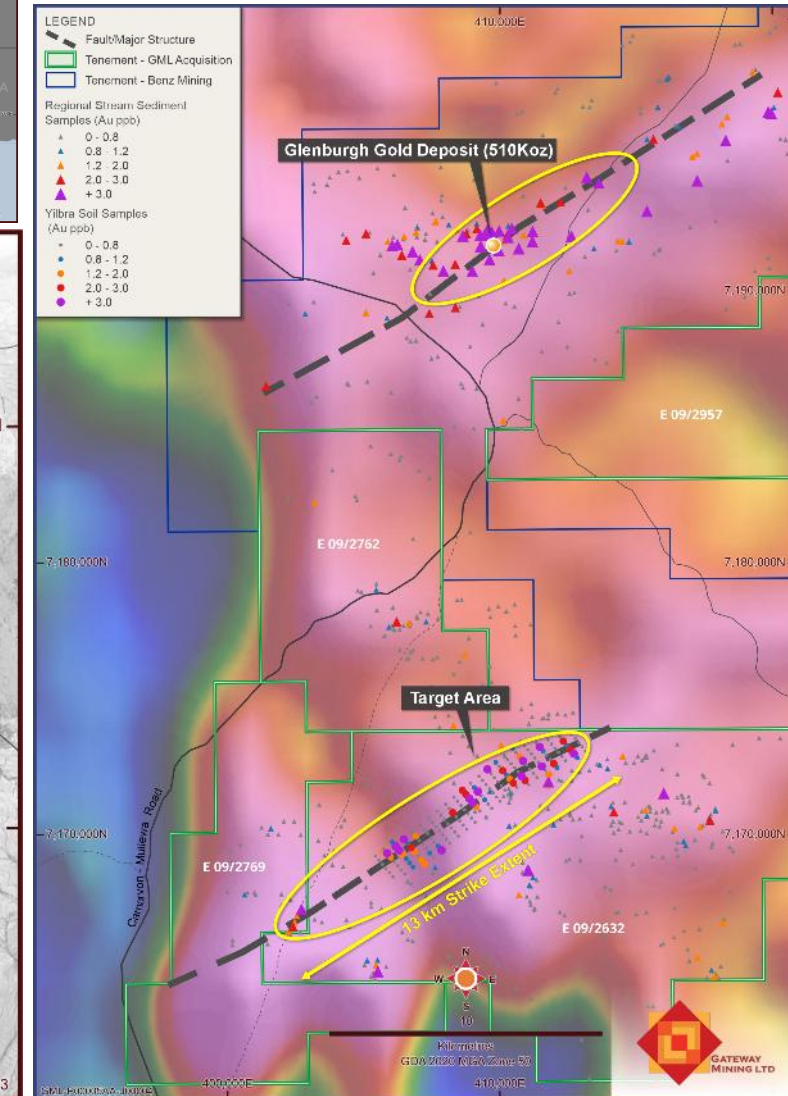 LEGEND
Fault/Major Structure
Tenement - GML Acquisition
Tenement - Benz Mining
Regional Stream Sediment
Samples (Au ppb)
0 - 0.8
0.8 - 1.2
1.2 - 2.0
2.0 - 3.0
+ 3.0
Yilbra Soil Samples
(Au ppb)
0 - 0.8
0.8 - 1.2
1.2 - 2.0
2.0 - 3.0
+ 3.0
410,000E
Glenburgh Gold Deposit (510Koz)
7,190,000N
E 09/2957
E 09/2762
7,180,000N
7,180,000N
Target Area
Carnarvon - Mullewa Road
7,170,000N
7,170,000N
E 09/2769
13 km Strike Extent
E 09/2632
N
W E
S
10
Kilometres
GDA 2020 MGA Zone 50
GATEWAY
MINING LTD
400,000E
410,000E